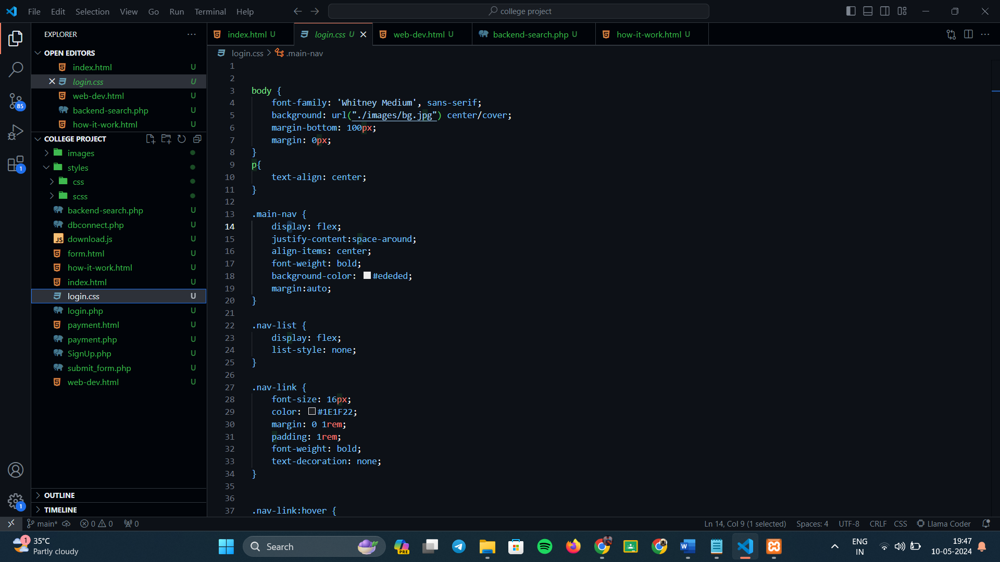 File Edit Selection View Go Run Terminal Help
college project
EXPLORER
OPEN EDITORS
index.html U
login.css U
web-dev.html U
backend-search.php U
how-it-work.html U
COLLEGE PROJECT
images
styles
css
scss
backend-search.php U
dbconnect.php U
JS download.js U
form.html U
how-it-work.html U
index.html U
login.css U
login.php U
payment.html U
payment.php U
SignUp.php U
submit_form.php U
web-dev.html U
OUTLINE
TIMELINE
85
1
1
index.html U login.css U web-dev.html U backend-search.php U how-it-work.html U
login.css > .main-nav
1
2
3 body {
4 font-family: 'Whitney Medium', sans-serif;
5 background: url("./images/bg.jpg") center/cover;
6 margin-bottom: 100px;
7 margin: 0px;
8 }
9 p{
10 text-align: center;
11 }
12
13 .main-nav {
14 display: flex;
15 justify-content:space-around;
16 align-items: center;
17 font-weight: bold;
18 background-color: #ededed;
19 margin:auto;
20 }
21
22 .nav-list {
23 display: flex;
24 list-style: none;
25 }
26
27 .nav-link {
28 font-size: 16px;
29 color: #1E1F22;
30 margin: 0 1rem;
31 padding: 1rem;
32 font-weight: bold;
33 text-decoration: none;
34 }
35
36
37 .nav-link:hover {
main* 0 0 0 Ln 14, Col 9 (1 selected) Spaces: 4 UTF-8 CRLF CSS Llama Coder
1 35°C
Partly cloudy
Search
PRE
ENG
IN
19:47
10-05-2024